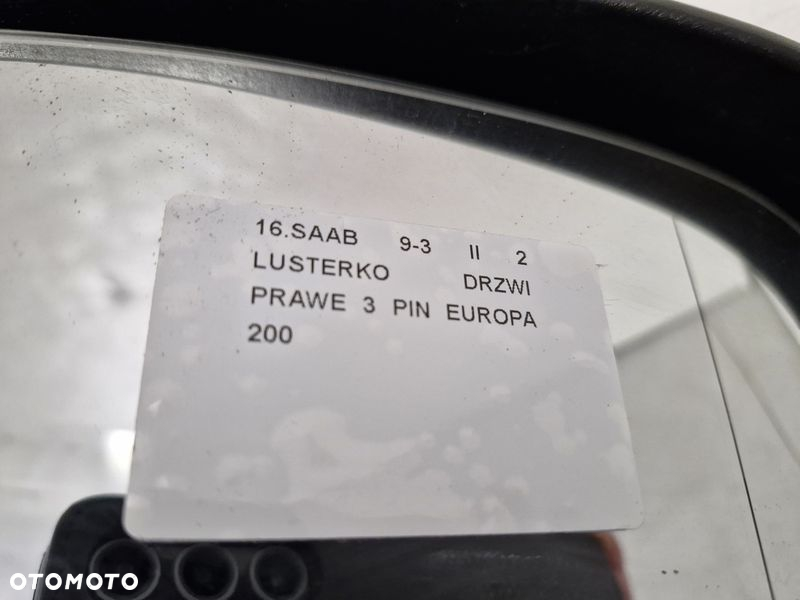 16.SAAB 9-3 II 2
LUSTERKO DRZWI
PRAWE 3 PIN EUROPA
200
OTOMOTO